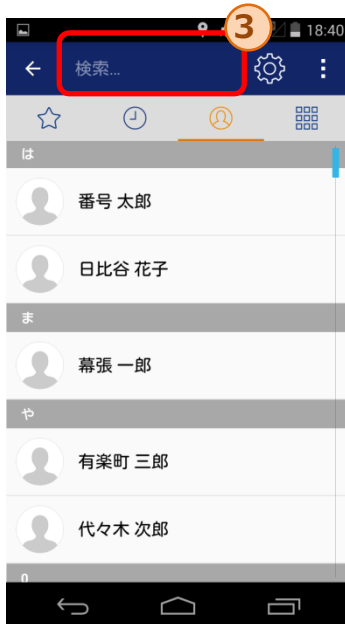 3
18:40
検索...
は
番号 太郎
日比谷 花子
ま
幕張 一郎
や
有楽町 三郎
代々木 次郎